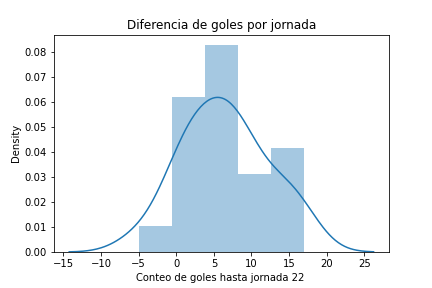 Diferencia de goles por jornada
0.08
0.07
0.06
0.05
0.04
0.03
0.02
0.01
0.00
Density
−15 −10 −5 0 5 10 15 20 25
Conteo de goles hasta jornada 22